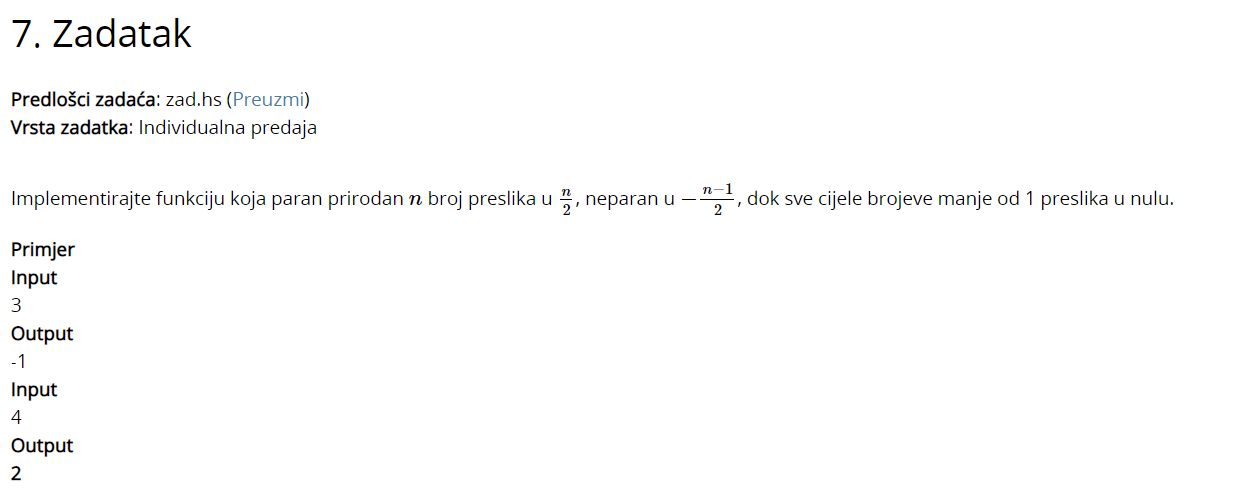 7. Zadatak
Predlošci zadaća: zad.hs (Preuzmi)
Vrsta zadatka: Individualna predaja
Implementirajte funkciju koja paran prirodan n broj preslika u n/2, neparan u −(n−1)/2, dok sve cijele brojeve manje od 1 preslika u nulu.
Primjer
Input
3
Output
-1
Input
4
Output
2